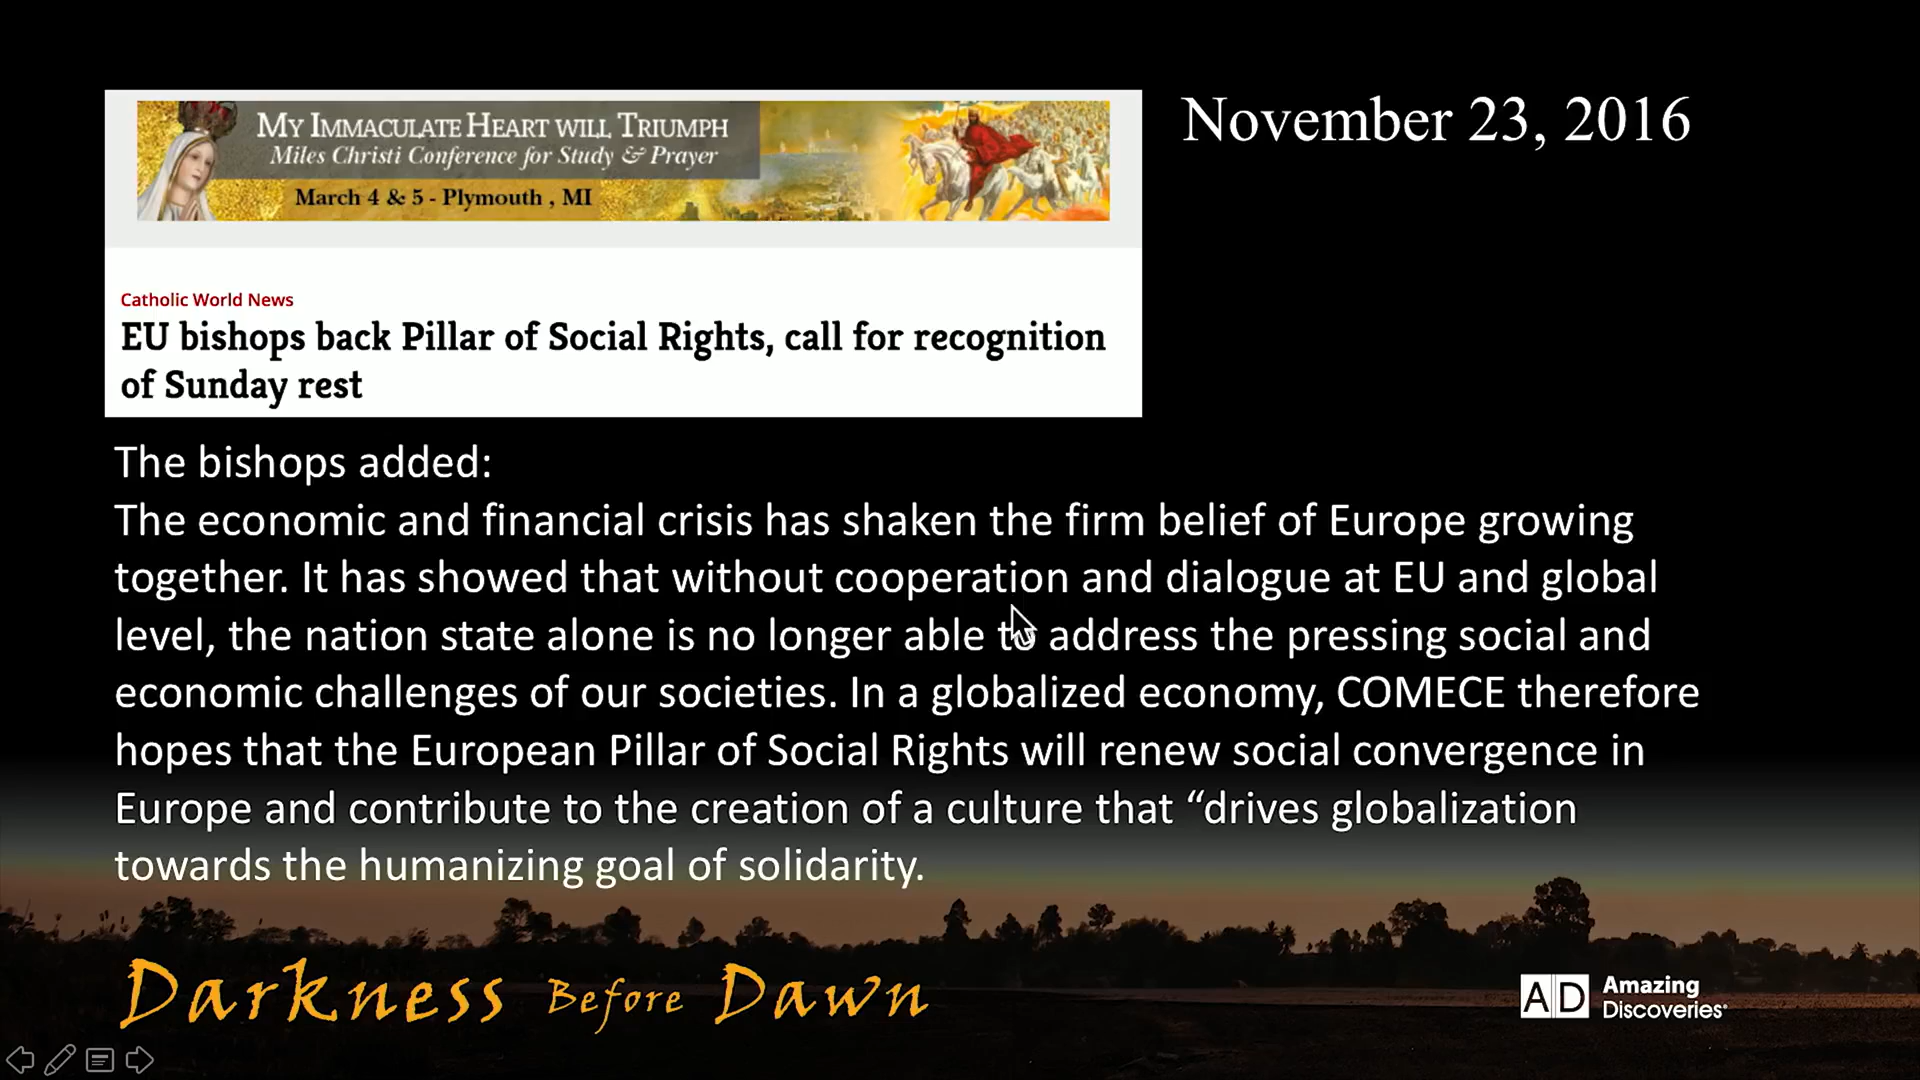 MY IMMACULATE HEART WILL TRIUMPH
Miles Christi Conference for Study & Prayer
March 4 & 5 - Plymouth , MI
November 23, 2016
Catholic World News
EU bishops back Pillar of Social Rights, call for recognition
of Sunday rest
The bishops added:
The economic and financial crisis has shaken the firm belief of Europe growing
together. It has showed that without cooperation and dialogue at EU and global
level, the nation state alone is no longer able to address the pressing social and
economic challenges of our societies. In a globalized economy, COMECE therefore
hopes that the European Pillar of Social Rights will renew social convergence in
Europe and contribute to the creation of a culture that “drives globalization
towards the humanizing goal of solidarity.
Darkness Before Dawn
AD Amazing
Discoveries